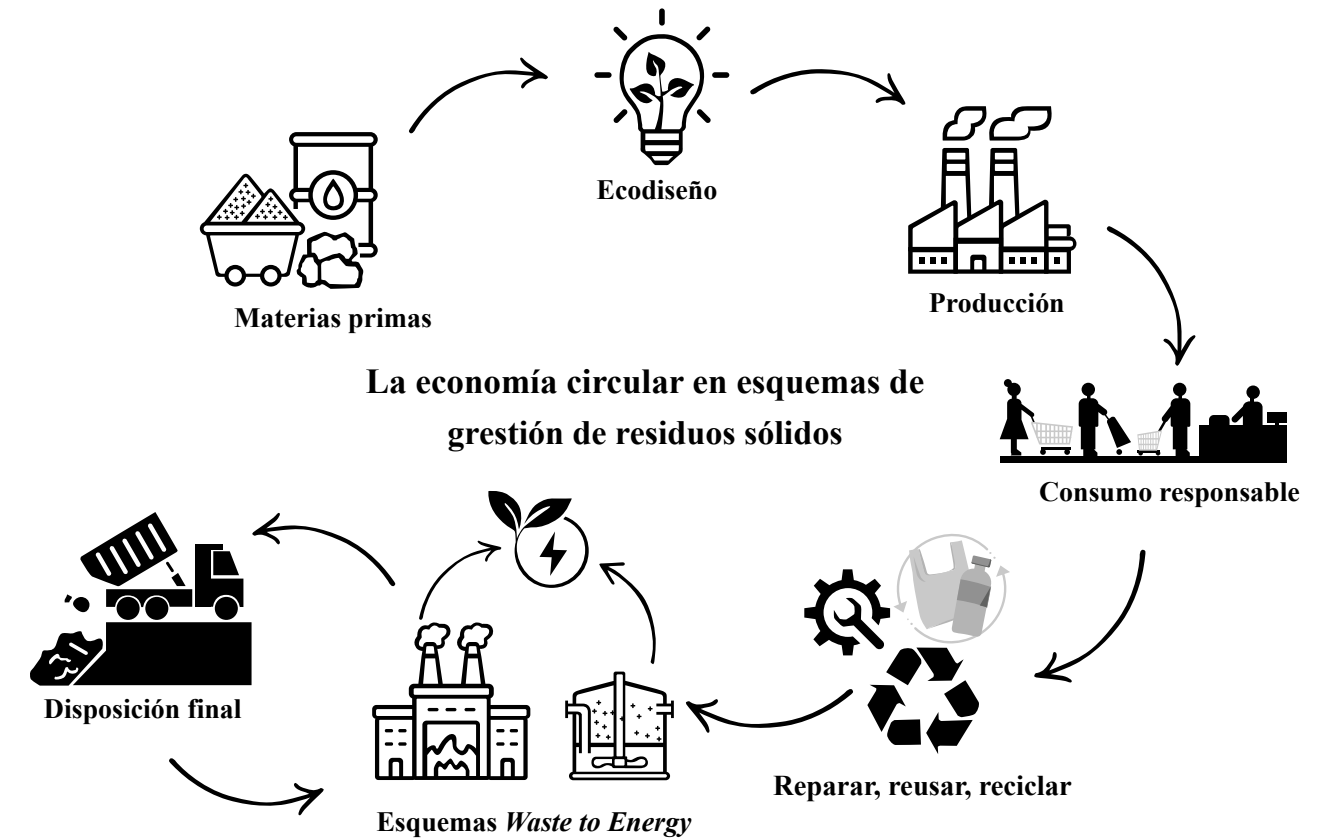 Ecodiseño
Materias primas
Producción
La economía circular en esquemas de
grestión de residuos sólidos
Consumo responsable
Disposición final
Reparar, reusar, reciclar
Esquemas Waste to Energy